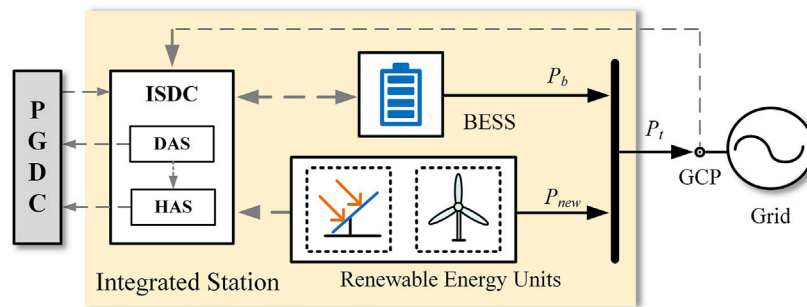 P
G
D
C
ISDC
DAS
HAS
BESS
P_b
P_new
P_t
GCP
Grid
Integrated Station
Renewable Energy Units